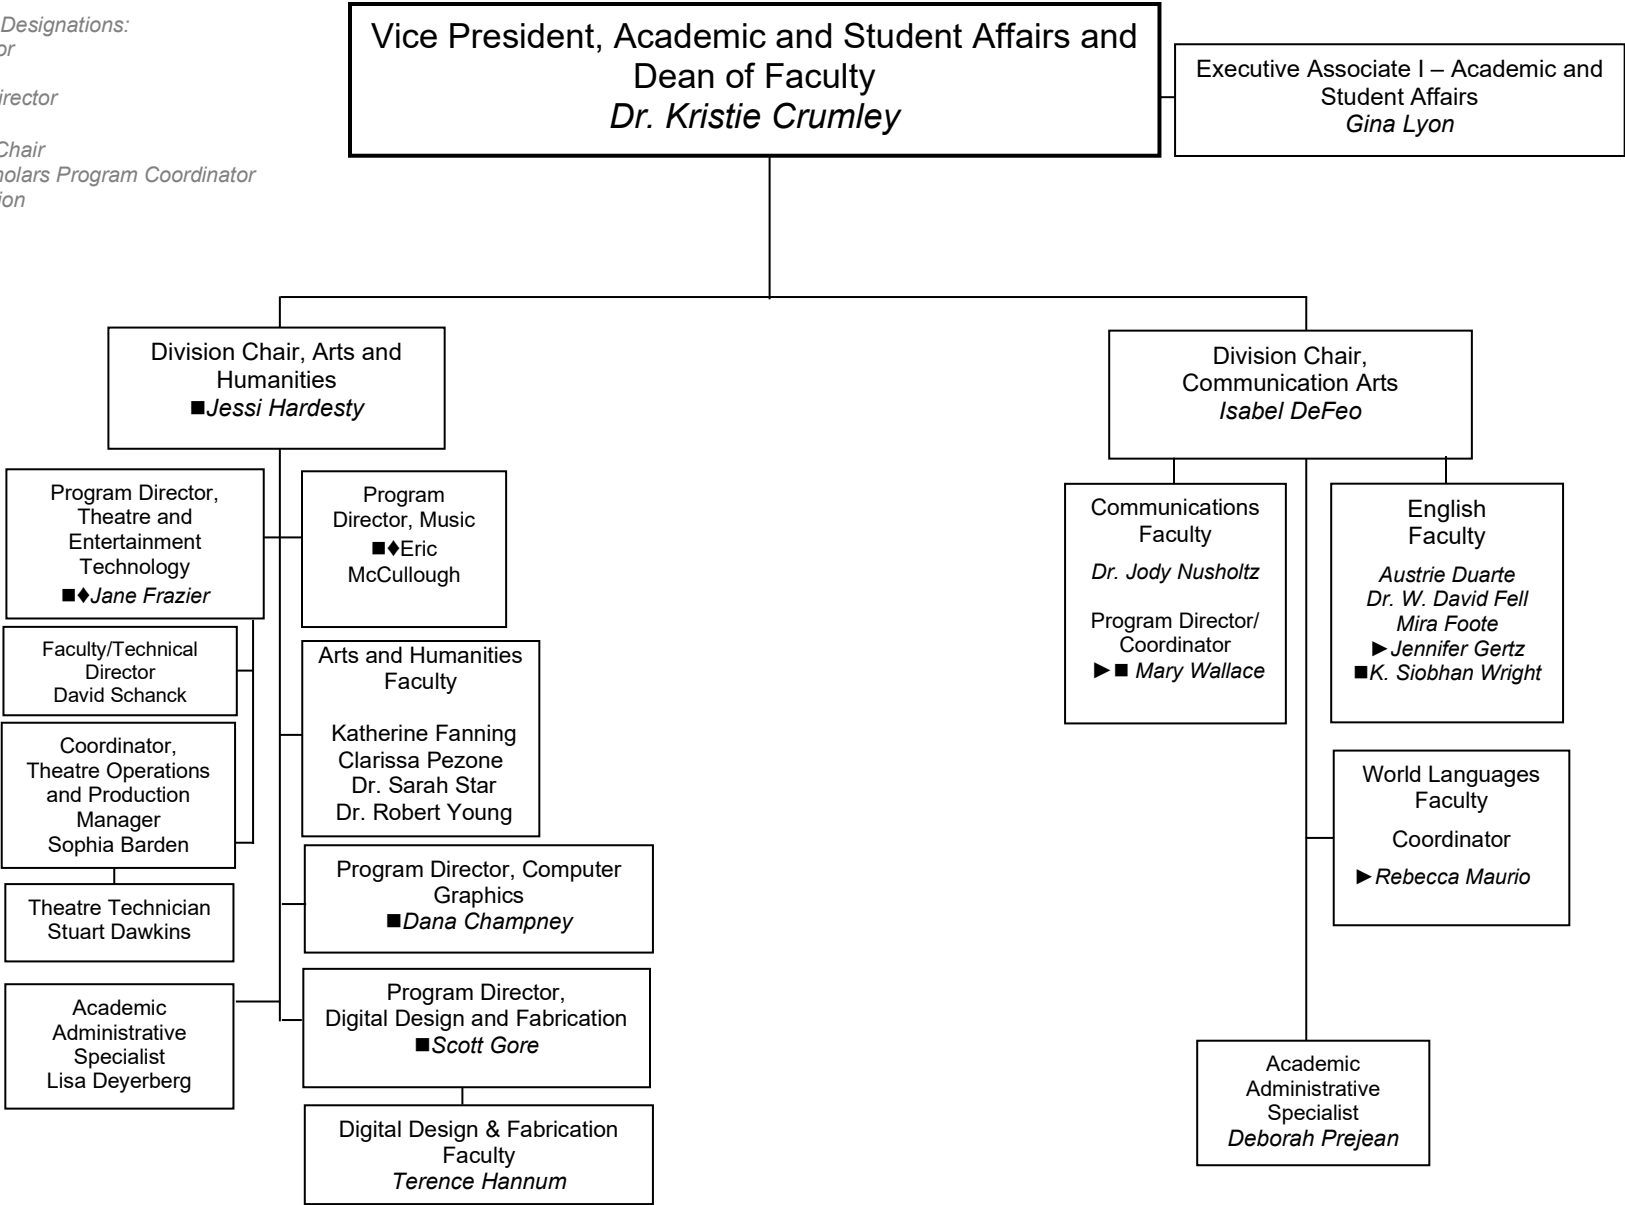 Designations:
Chair
Program Coordinator
Vice President, Academic and Student Affairs and
Dean of Faculty
Dr. Kristie Crumley
Executive Associate I – Academic and
Student Affairs
Gina Lyon
Division Chair, Arts and
Humanities
■Jessi Hardesty
Program Director,
Theatre and
Entertainment
Technology
■♦Jane Frazier
Program
Director, Music
■♦Eric
McCullough
Faculty/Technical
Director
David Schanck
Arts and Humanities
Faculty
Katherine Fanning
Clarissa Pezone
Dr. Sarah Star
Dr. Robert Young
Coordinator,
Theatre Operations
and Production
Manager
Sophia Barden
Program Director, Computer
Graphics
■Dana Champney
Theatre Technician
Stuart Dawkins
Program Director,
Digital Design and Fabrication
■Scott Gore
Academic
Administrative
Specialist
Lisa Deyerberg
Digital Design & Fabrication
Faculty
Terence Hannum
Division Chair,
Communication Arts
Isabel DeFeo
Communications
Faculty
Dr. Jody Nusholtz
Program Director/
Coordinator
►■ Mary Wallace
English
Faculty
Austrie Duarte
Dr. W. David Fell
Mira Foote
►Jennifer Gertz
■K. Siobhan Wright
World Languages
Faculty
Coordinator
►Rebecca Maurio
Academic
Administrative
Specialist
Deborah Prejean